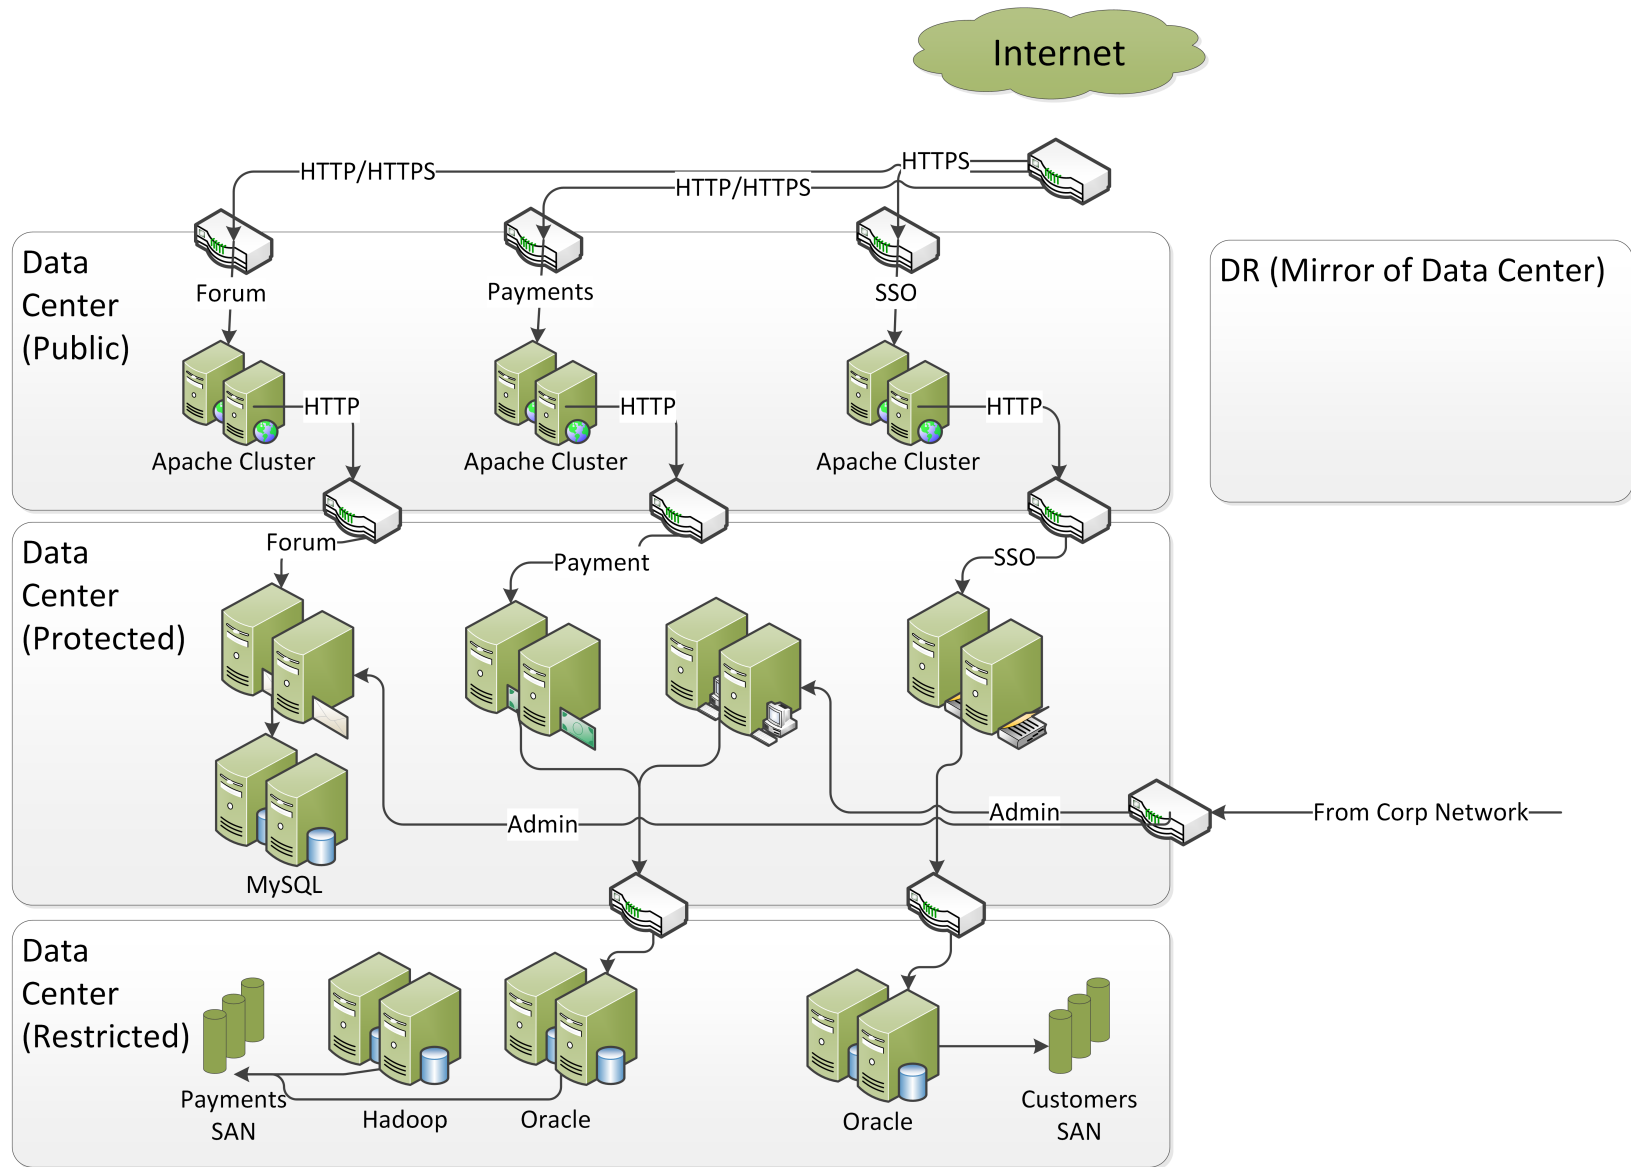 Internet
HTTPS
HTTP/HTTPS
HTTP/HTTPS
Data
Center
(Public)
DR (Mirror of Data Center)
Forum
Payments
SSO
HTTP
HTTP
HTTP
Apache Cluster
Apache Cluster
Apache Cluster
Data
Center
(Protected)
Forum
Payment
SSO
Admin
Admin
From Corp Network
MySQL
Data
Center
(Restricted)
Payments
SAN
Hadoop
Oracle
Oracle
Customers
SAN